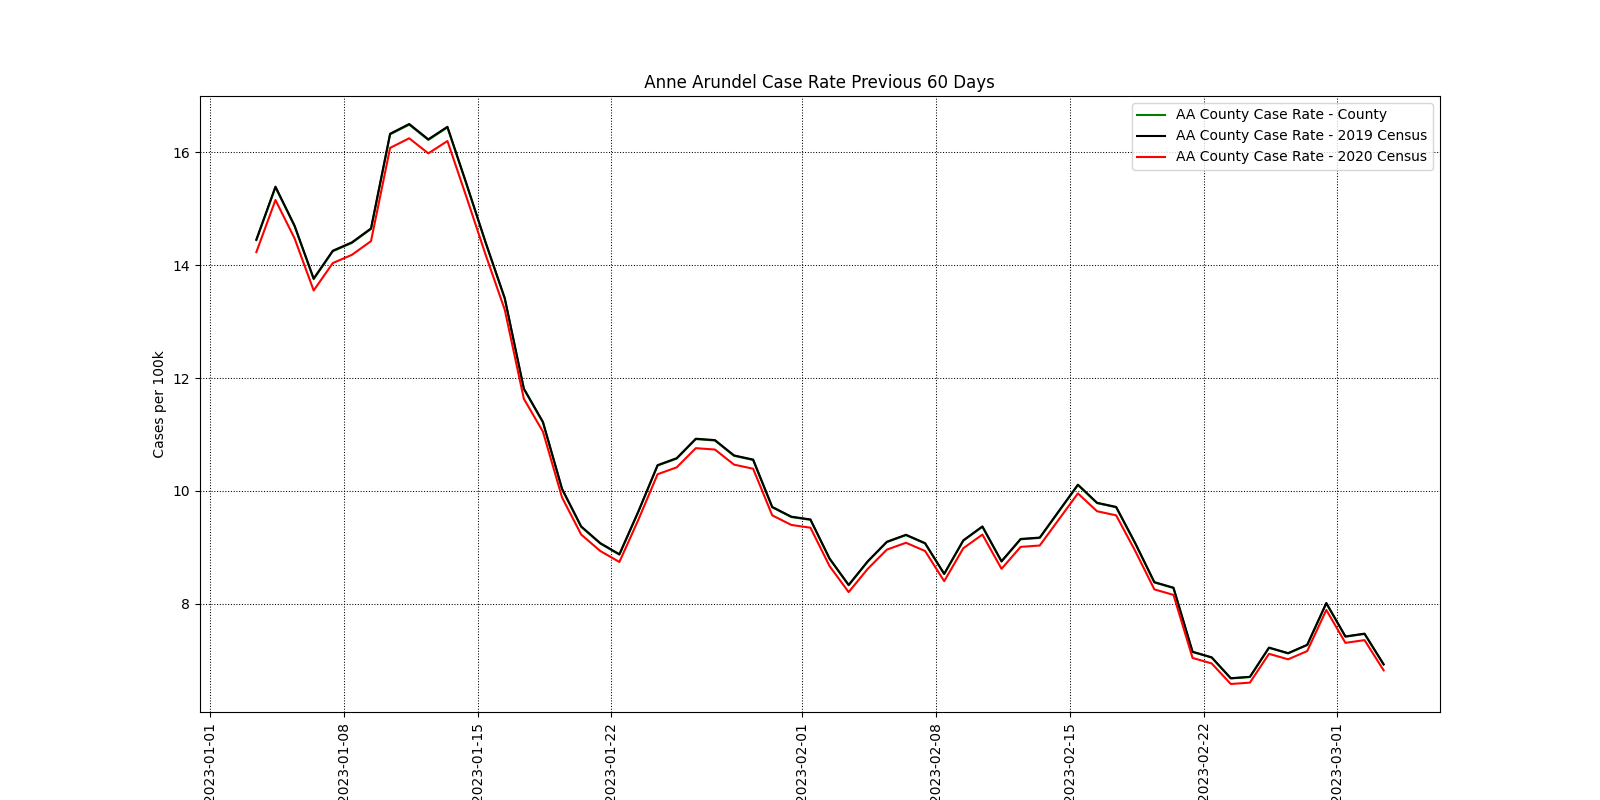 Anne Arundel Case Rate Previous 60 Days
AA County Case Rate - County
AA County Case Rate - 2019 Census
AA County Case Rate - 2020 Census
Cases per 100k
16
14
12
10
8
2023-01-01
2023-01-08
2023-01-15
2023-01-22
2023-02-01
2023-02-08
2023-02-15
2023-02-22
2023-03-01